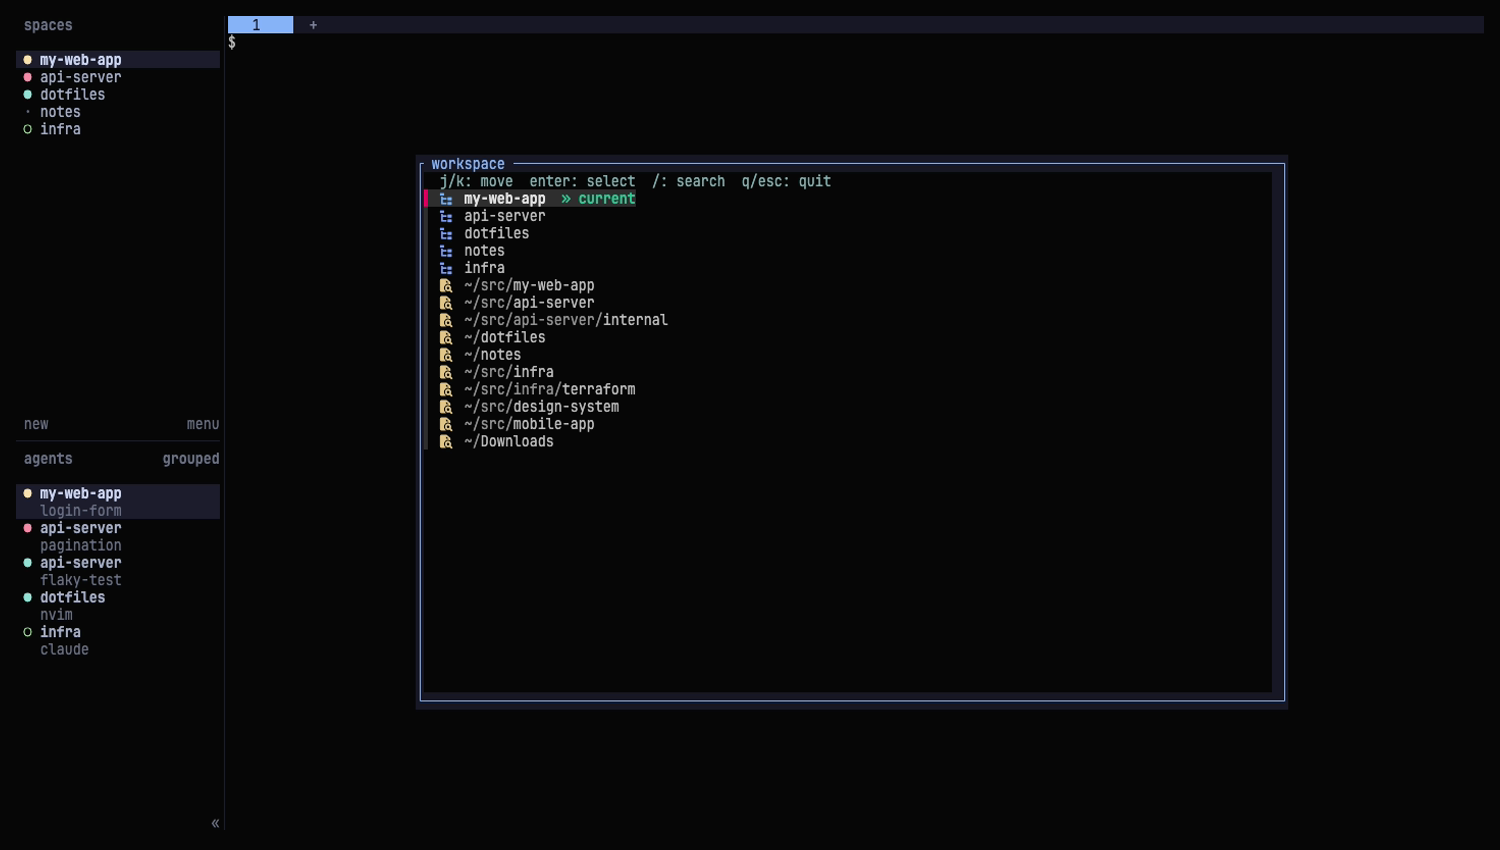 spaces
my-web-app
api-server
dotfiles
notes
infra
new menu
agents grouped
my-web-app
login-form
api-server
pagination
api-server
flaky-test
dotfiles
nvim
infra
claude
«
1 +
$
workspace
j/k: move enter: select /: search q/esc: quit
my-web-app » current
api-server
dotfiles
notes
infra
~/src/my-web-app
~/src/api-server
~/src/api-server/internal
~/dotfiles
~/notes
~/src/infra
~/src/infra/terraform
~/src/design-system
~/src/mobile-app
~/Downloads